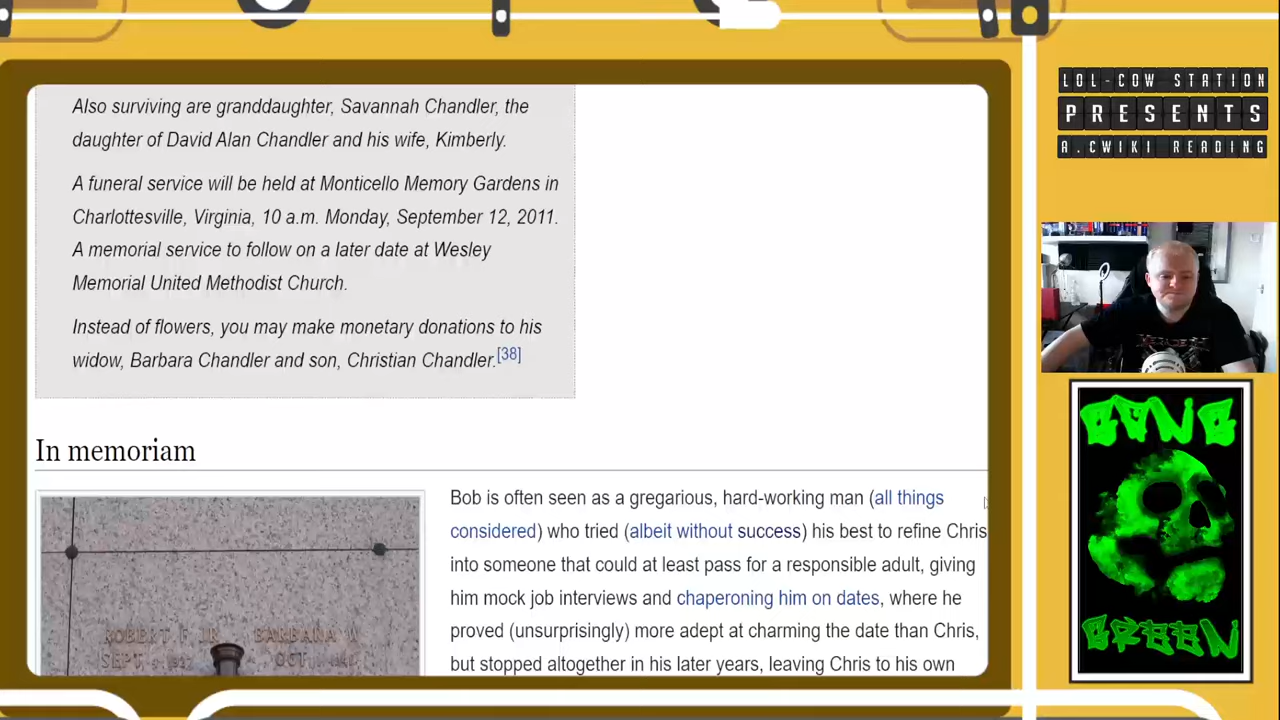 Also surviving are granddaughter, Savannah Chandler, the
daughter of David Alan Chandler and his wife, Kimberly.
A funeral service will be held at Monticello Memory Gardens in
Charlottesville, Virginia, 10 a.m. Monday, September 12, 2011.
A memorial service to follow on a later date at Wesley
Memorial United Methodist Church.
Instead of flowers, you may make monetary donations to his
widow, Barbara Chandler and son, Christian Chandler.[38]
In memoriam
Bob is often seen as a gregarious, hard-working man (all things
considered) who tried (albeit without success) his best to refine Chris
into someone that could at least pass for a responsible adult, giving
him mock job interviews and chaperoning him on dates, where he
proved (unsurprisingly) more adept at charming the date than Chris,
but stopped altogether in his later years, leaving Chris to his own
ROBERT F. JR. BARBARA W.
SEPT.
OCT.
LOL-COW STATION
PRESENTS
A.CWIKI READING
GONE
GREEN